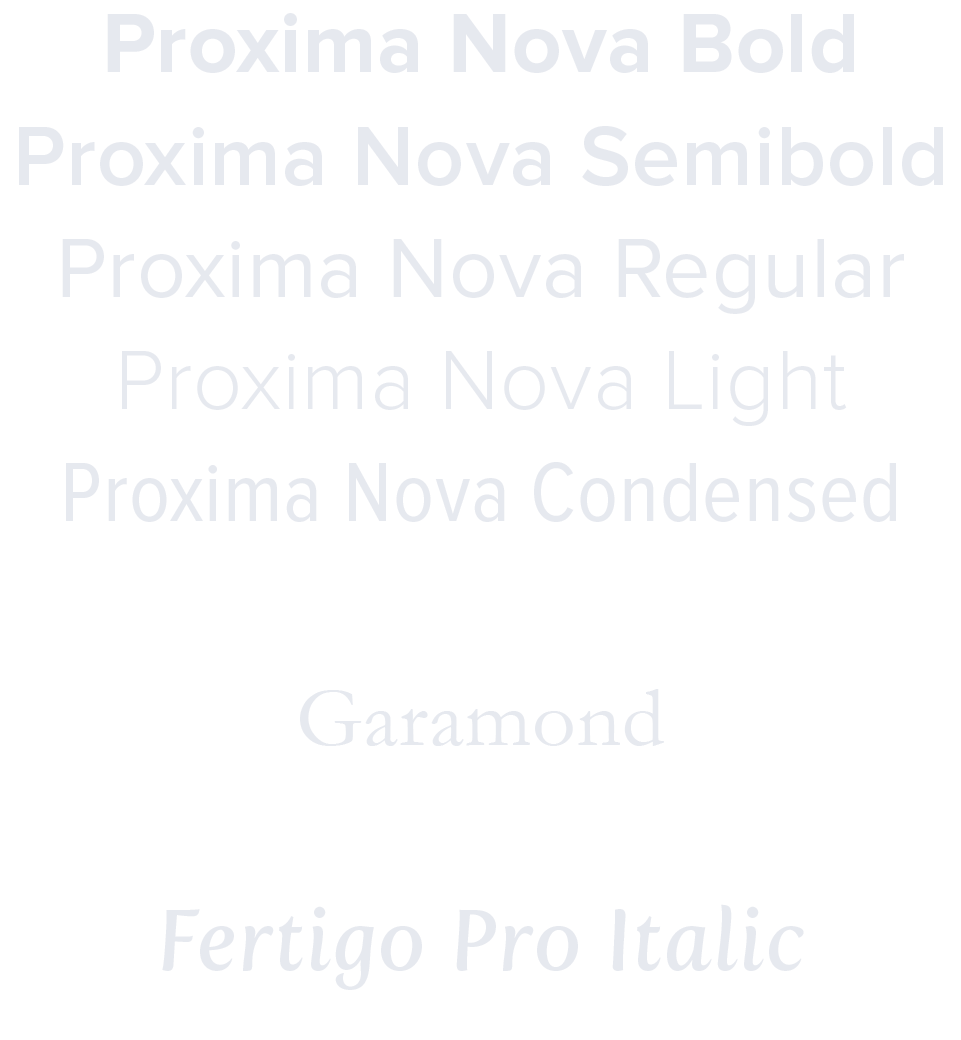 Proxima Nova Bold
Proxima Nova Semibold
Proxima Nova Regular
Proxima Nova Light
Proxima Nova Condensed
Garamond
Fertigo Pro Italic